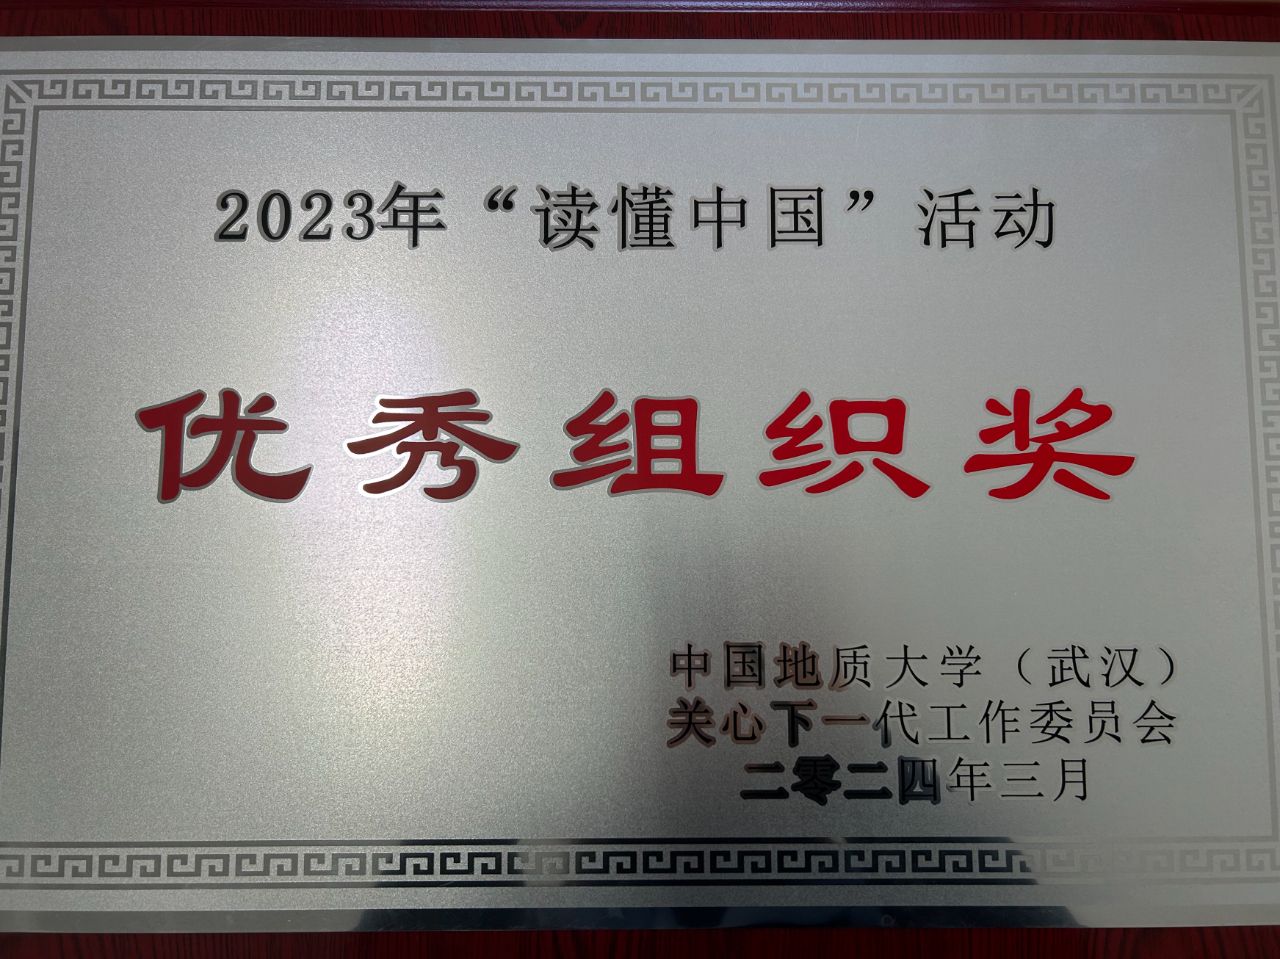 2023年“读懂中国”活动
优秀组织奖
中国地质大学（武汉）
关心下一代工作委员会
二零二四年三月